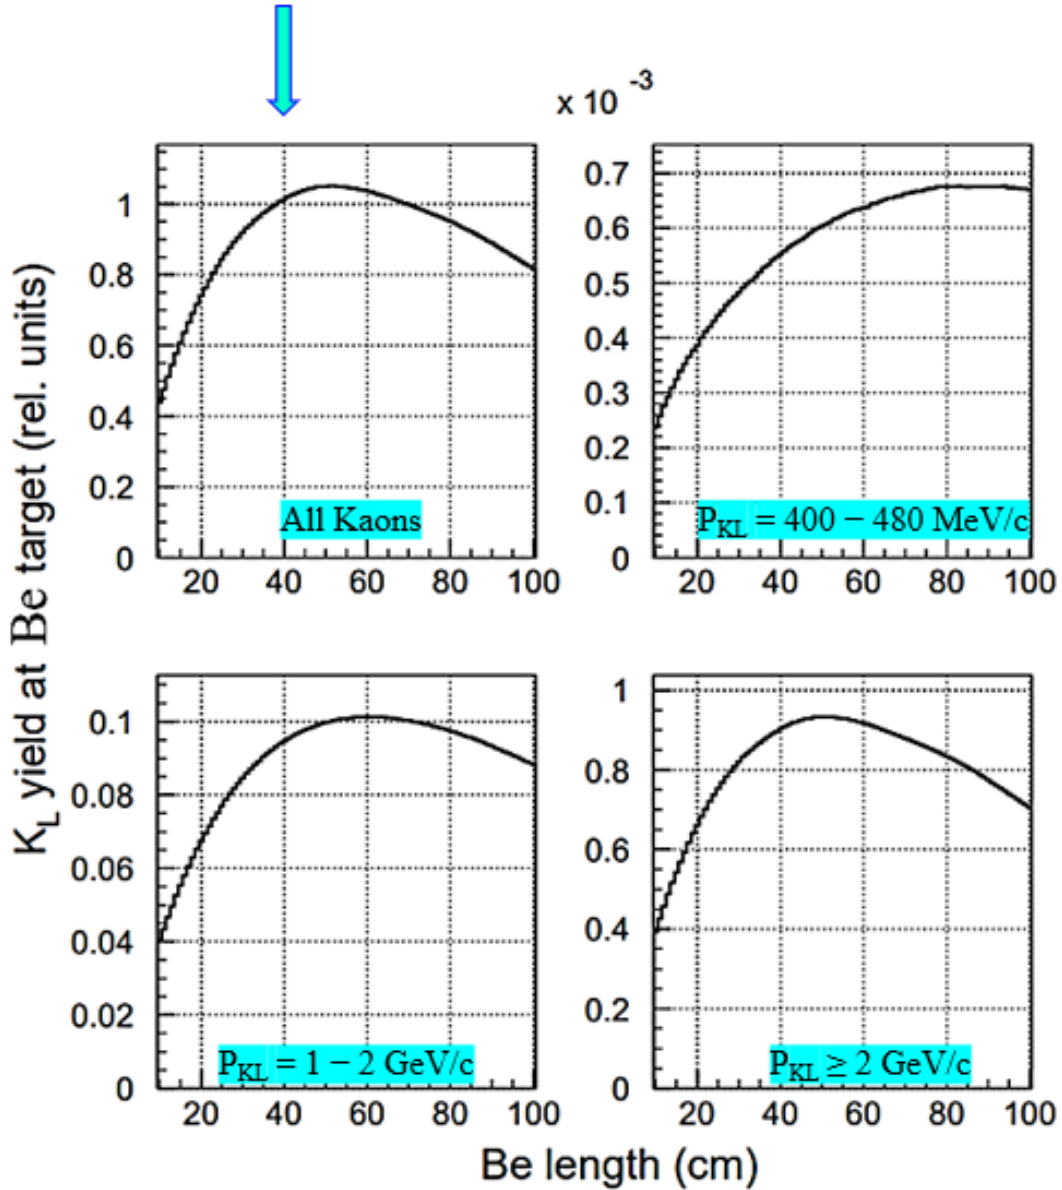 x 10 -3
K_L yield at Be target (rel. units)
1
0.8
0.6
0.4
0.2
0
All Kaons
20 40 60 80 100
0.7
0.6
0.5
0.4
0.3
0.2
0.1
0
P_KL = 400 – 480 MeV/c
20 40 60 80 100
0.1
0.08
0.06
0.04
0.02
0
P_KL = 1 – 2 GeV/c
20 40 60 80 100
1
0.8
0.6
0.4
0.2
0
P_KL ≥ 2 GeV/c
20 40 60 80 100
Be length (cm)